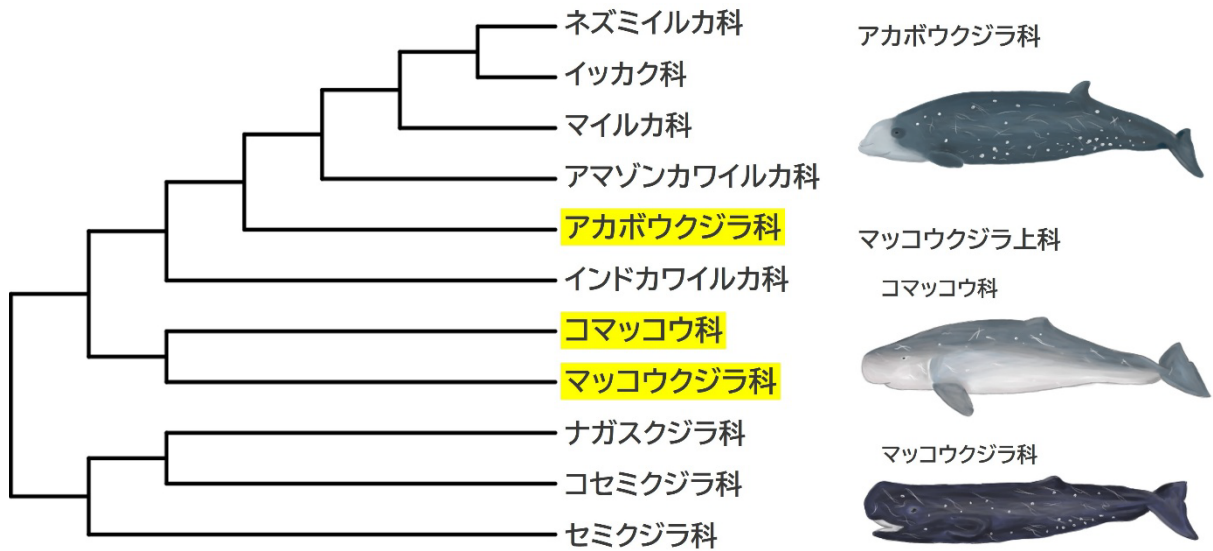 ネズミイルカ科
イッカク科
マイルカ科
アマゾンカワイルカ科
アカボウクジラ科
インドカワイルカ科
コマッコウ科
マッコウクジラ科
ナガスクジラ科
コセミクジラ科
セミクジラ科
アカボウクジラ科
マッコウクジラ上科
コマッコウ科
マッコウクジラ科